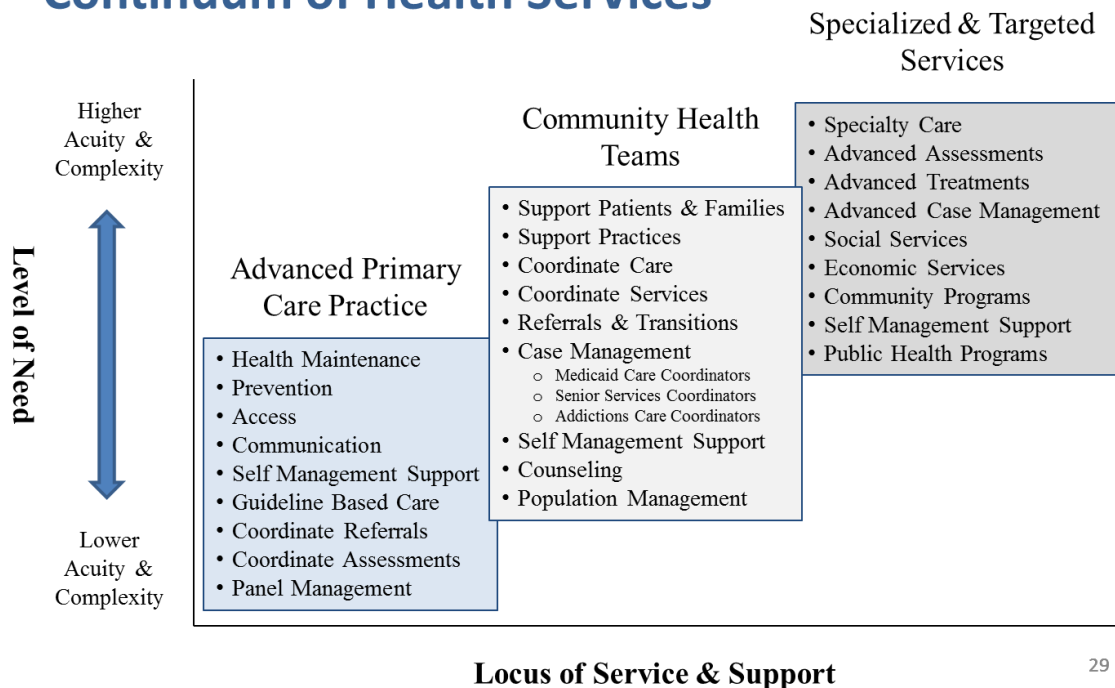 Continuum of Health Services
Specialized & Targeted
Services
Higher
Acuity &
Complexity
Level of Need
Lower
Acuity &
Complexity
Advanced Primary
Care Practice
• Health Maintenance
• Prevention
• Access
• Communication
• Self Management Support
• Guideline Based Care
• Coordinate Referrals
• Coordinate Assessments
• Panel Management
Community Health
Teams
• Support Patients & Families
• Support Practices
• Coordinate Care
• Coordinate Services
• Referrals & Transitions
• Case Management
o Medicaid Care Coordinators
o Senior Services Coordinators
o Addictions Care Coordinators
• Self Management Support
• Counseling
• Population Management
• Specialty Care
• Advanced Assessments
• Advanced Treatments
• Advanced Case Management
• Social Services
• Economic Services
• Community Programs
• Self Management Support
• Public Health Programs
Locus of Service & Support
29